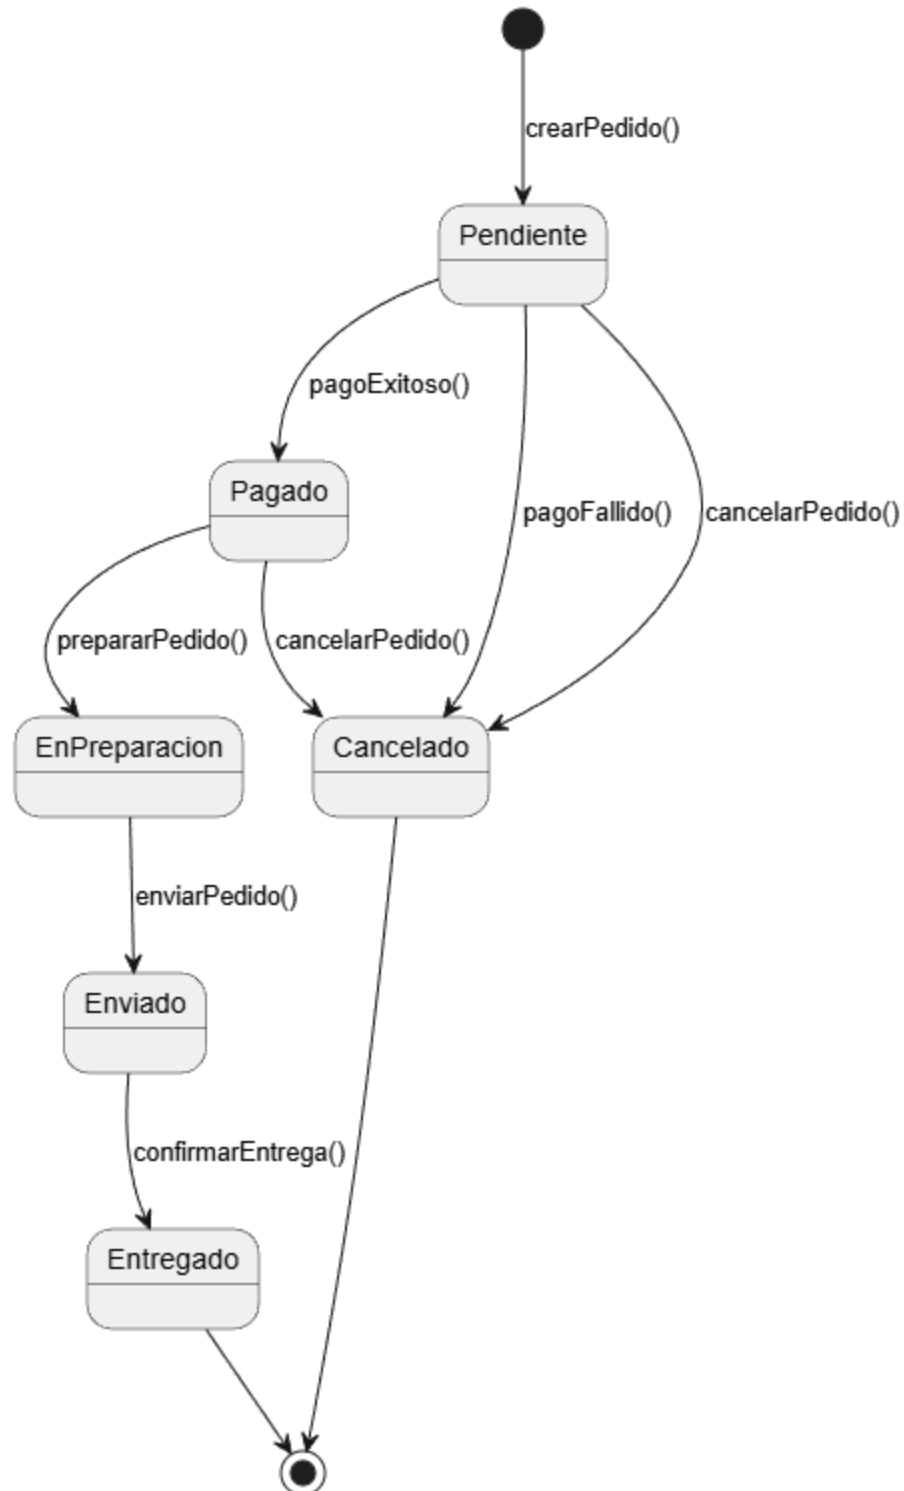 crearPedido()
Pendiente
pagoExitoso()
Pagado
pagoFallido()
cancelarPedido()
prepararPedido()
cancelarPedido()
EnPreparacion
Cancelado
enviarPedido()
Enviado
confirmarEntrega()
Entregado